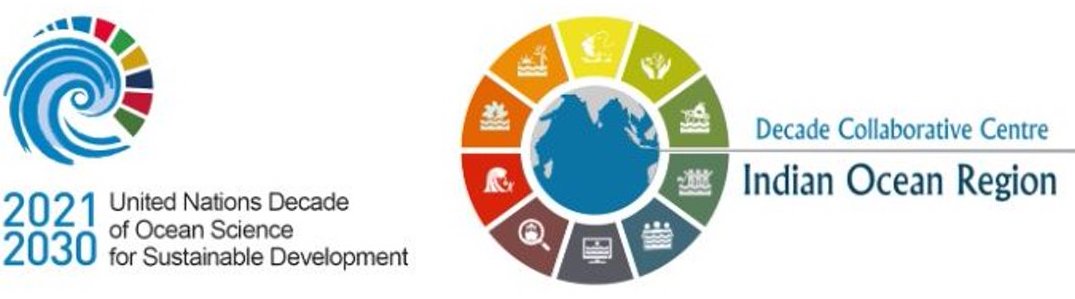 2021
2030
United Nations Decade
of Ocean Science
for Sustainable Development
Decade Collaborative Centre
Indian Ocean Region